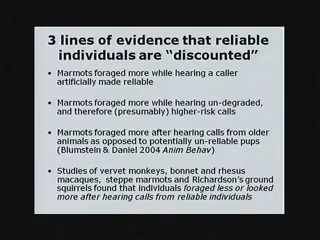 3 lines of evidence that reliable
individuals are “discounted”
• Marmots foraged more while hearing a caller
artificially made reliable
• Marmots foraged more while hearing un-degraded,
and therefore (presumably) higher-risk calls
• Marmots foraged more after hearing calls from older
animals as opposed to potentially un-reliable pups
(Blumstein & Daniel 2004 Anim Behav)
• Studies of vervet monkeys, bonnet and rhesus
macaques, steppe marmots and Richardson’s ground
squirrels found that individuals foraged less or looked
more after hearing calls from reliable individuals